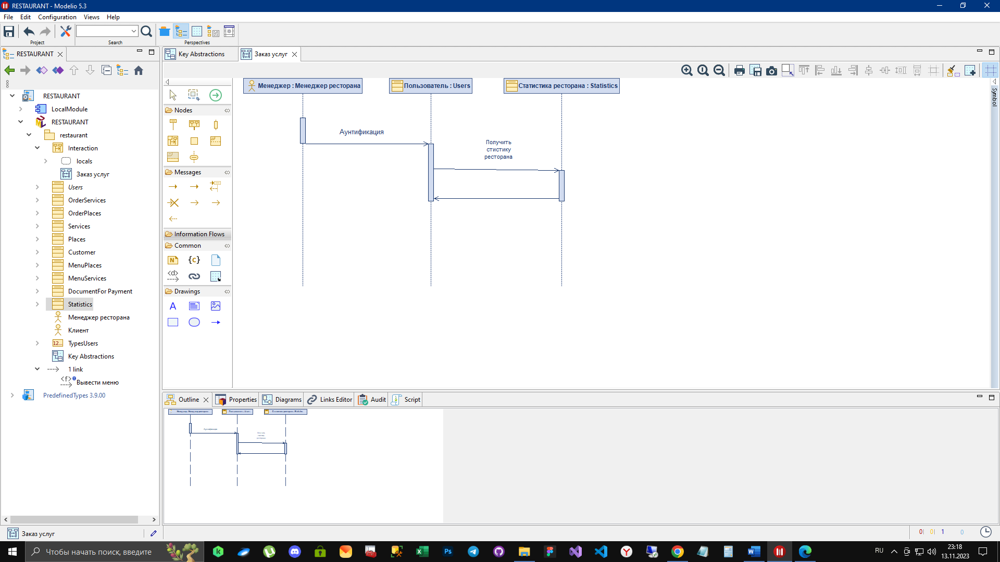 RESTAURANT - Modelio 5.3
File Edit Configuration Views Help
Project
Search
Perspectives
RESTAURANT
Key Abstractions
Заказ услуг
RESTAURANT
LocalModule
RESTAURANT
restaurant
Interaction
locals
Заказ услуг
Users
OrderServices
OrderPlaces
Services
Places
Customer
MenuPlaces
MenuServices
DocumentFor Payment
Statistics
Менеджер ресторана
Клиент
12...
TypesUsers
Key Abstractions
1 link
<f>
Вывести меню
PredefinedTypes 3.9.00
Nodes
Messages
Information Flows
Common
N
{c}
<d>
Drawings
A
Менеджер : Менеджер ресторана
Пользователь : Users
Статистика ресторана : Statistics
Аунтификация
Получить
стистику
ресторана
Symbol
Outline
Properties
Diagrams
Links Editor
Audit
Script
Заказ услуг
0
0
1
0
Чтобы начать поиск, введите
RU
23:18
13.11.2023